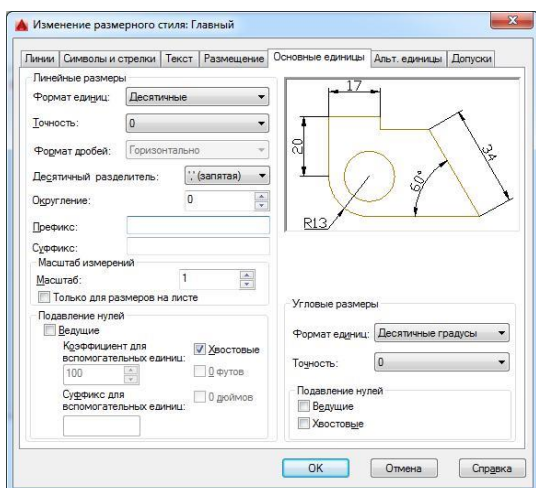 Изменение размерного стиля: Главный
Линии Символы и стрелки Текст Размещение Основные единицы Альт. единицы Допуски
Линейные размеры
Формат единиц: Десятичные
Точность: 0
Формат дробей: Горизонтально
Десятичный разделитель: ',' (запятая)
Округление: 0
Префикс:
Суффикс:
Масштаб измерений
Масштаб: 1
Только для размеров на листе
Подавление нулей
Ведущие
Коэффициент для вспомогательных единиц:
100
Суффикс для вспомогательных единиц:
Хвостовые
0 футов
0 дюймов
17
20
34
60°
R13
Угловые размеры
Формат единиц: Десятичные градусы
Точность: 0
Подавление нулей
Ведущие
Хвостовые
OK Отмена Справка